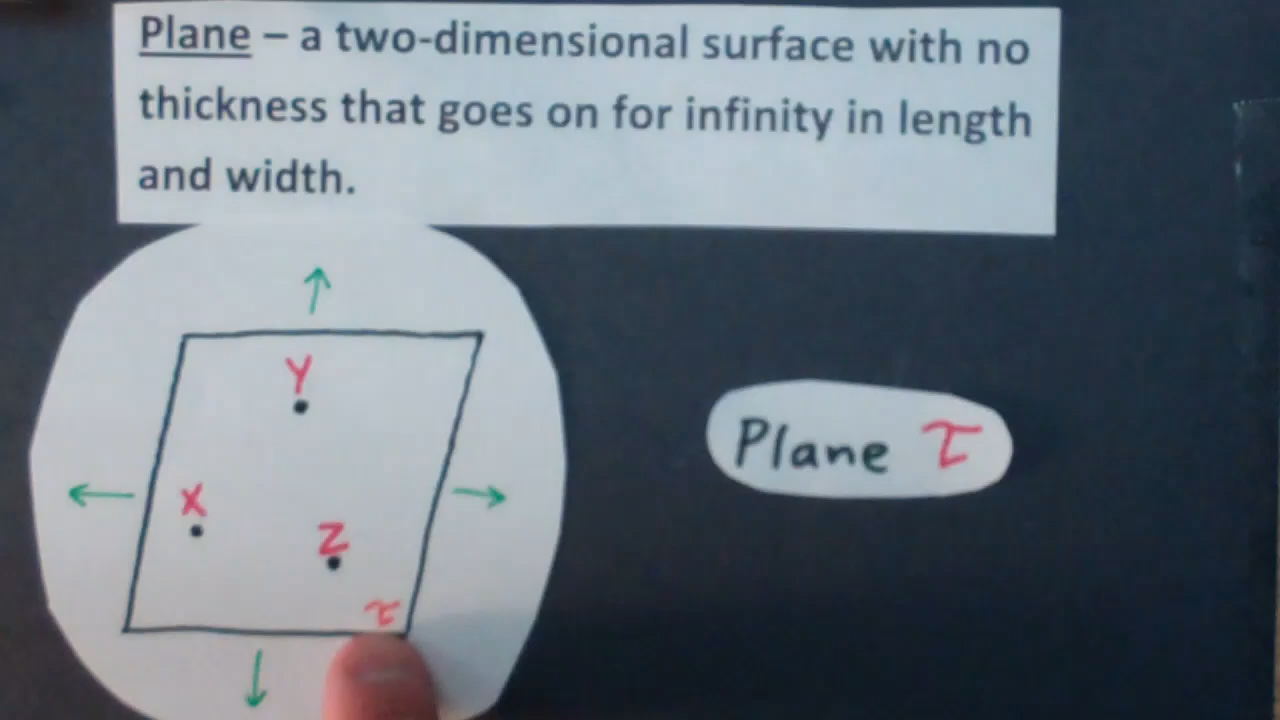 Plane – a two-dimensional surface with no
thickness that goes on for infinity in length
and width.
Y
X
Z
τ
Plane τ